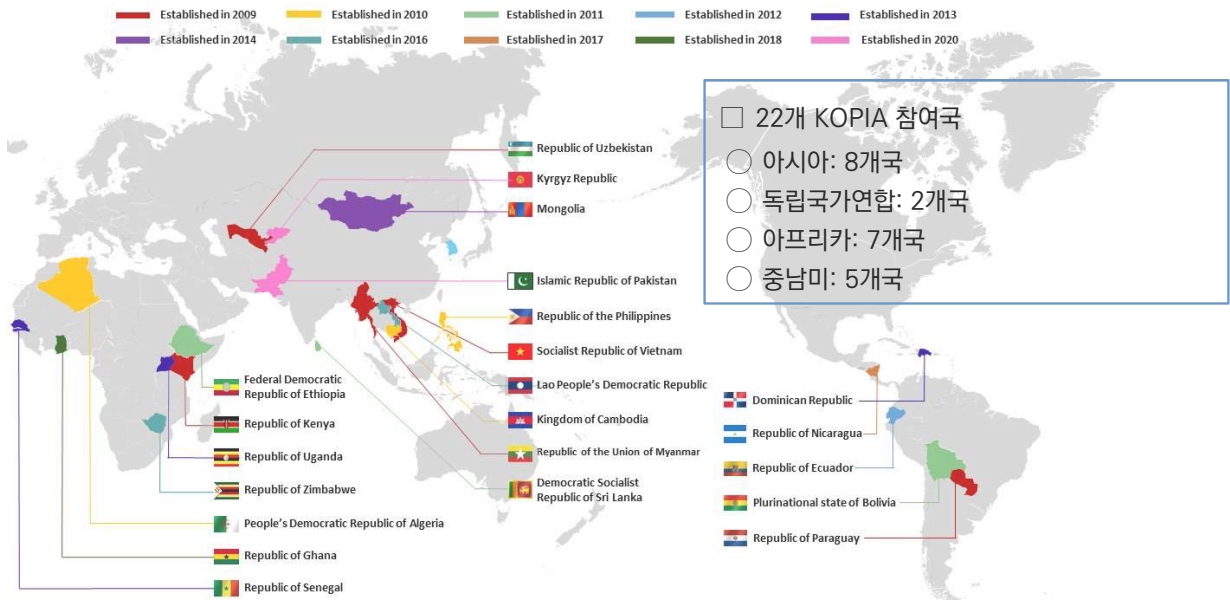 Established in 2009
Established in 2010
Established in 2011
Established in 2012
Established in 2013
Established in 2014
Established in 2016
Established in 2017
Established in 2018
Established in 2020
□ 22개 KOPIA 참여국
○ 아시아: 8개국
○ 독립국가연합: 2개국
○ 아프리카: 7개국
○ 중남미: 5개국
Republic of Uzbekistan
Kyrgyz Republic
Mongolia
Islamic Republic of Pakistan
Republic of the Philippines
Socialist Republic of Vietnam
Lao People's Democratic Republic
Kingdom of Cambodia
Republic of the Union of Myanmar
Democratic Socialist
Republic of Sri Lanka
Federal Democratic
Republic of Ethiopia
Republic of Kenya
Republic of Uganda
Republic of Zimbabwe
People's Democratic Republic of Algeria
Republic of Ghana
Republic of Senegal
Dominican Republic
Republic of Nicaragua
Republic of Ecuador
Plurinational state of Bolivia
Republic of Paraguay